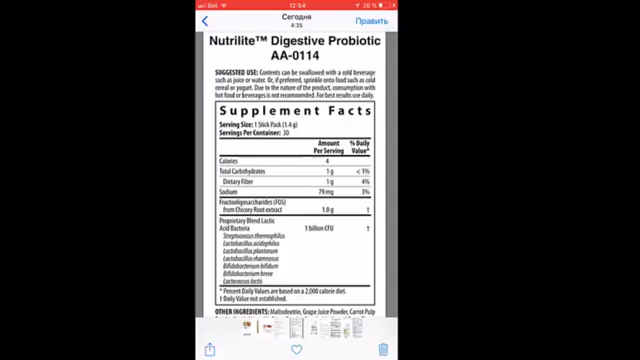 Bell 12:54 26 %
Сегодня
4:35
Править
Nutrilite™ Digestive Probiotic
AA-0114
SUGGESTED USE: Contents can be swallowed with a cold beverage
such as juice or water. Or, if preferred, sprinkle onto food such as cold
cereal or yogurt. Due to the nature of the product, consumption with
hot food or beverages is not recommended. For best results use daily.
Supplement Facts
Serving Size: 1 Stick Pack (1.4 g)
Servings Per Container: 30
Amount Per Serving % Daily Value*
Calories 4
Total Carbohydrates 1 g < 1%
Dietary Fiber 1 g 4%
Sodium 79 mg 3%
Fructooligosaccharides (FOS)
from Chicory Root extract 1.0 g †
Proprietary Blend Lactic
Acid Bacteria 1 billion CFU †
Streptococcus thermophilus
Lactobacillus acidophilus
Lactobacillus plantarum
Lactobacillus rhamnosus
Bifidobacterium bifidum
Bifidobacterium breve
Lactococcus lactis
* Percent Daily Values are based on a 2,000 calorie diet.
† Daily Value not established.
OTHER INGREDIENTS: Maltodextrin, Grape Juice Powder, Carrot Pulp